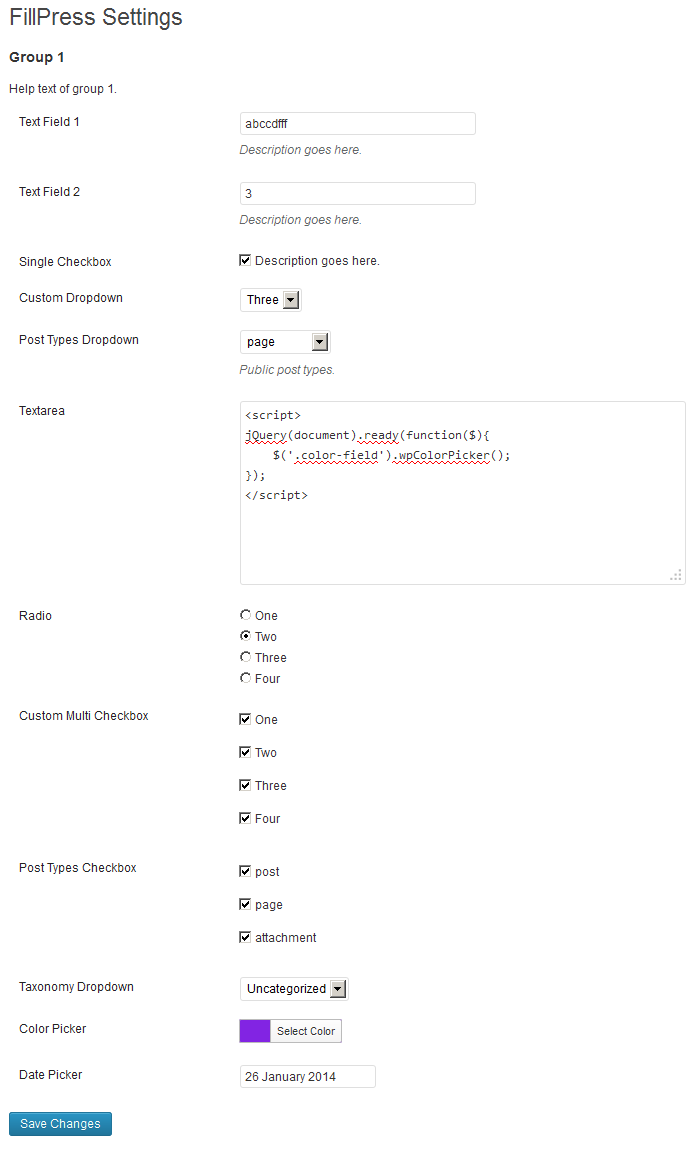 FillPress Settings
Group 1
Help text of group 1.
Text Field 1
abccdfff
Description goes here.
Text Field 2
3
Description goes here.
Single Checkbox
Description goes here.
Custom Dropdown
Three
Post Types Dropdown
page
Public post types.
Textarea
<script>
jQuery(document).ready(function($){
    $('.color-field').wpColorPicker();
});
</script>
Radio
One
Two
Three
Four
Custom Multi Checkbox
One
Two
Three
Four
Post Types Checkbox
post
page
attachment
Taxonomy Dropdown
Uncategorized
Color Picker
Select Color
Date Picker
26 January 2014
Save Changes